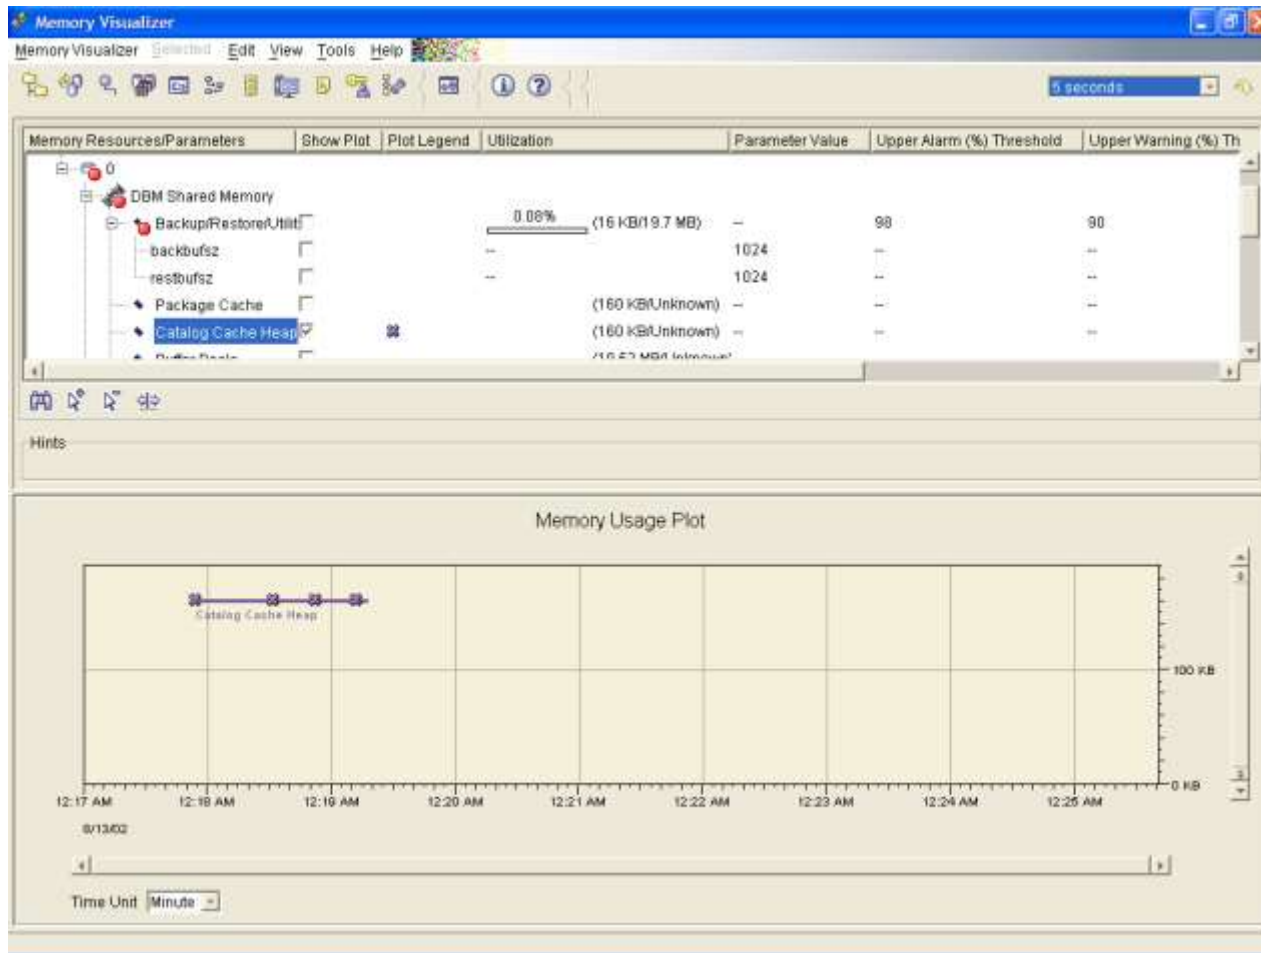 Memory Visualizer
Memory Visualizer Selected Edit View Tools Help
5 seconds
Memory Resources/Parameters Show Plot Plot Legend Utilization Parameter Value Upper Alarm (%) Threshold Upper Warning (%) Th
0
DBM Shared Memory
Backup/Restore/Utilit 0.08% (16 KB/19.7 MB) -- 98 90
backbufsz -- 1024 -- --
restbufsz -- 1024 -- --
Package Cache (160 KB/Unknown) -- -- --
Catalog Cache Heap (160 KB/Unknown) -- -- --
Buffer Pools
Hints
Memory Usage Plot
Catalog Cache Heap
100 KB
0 KB
12:17 AM 12:18 AM 12:19 AM 12:20 AM 12:21 AM 12:22 AM 12:23 AM 12:24 AM 12:25 AM
8/13/02
Time Unit Minute